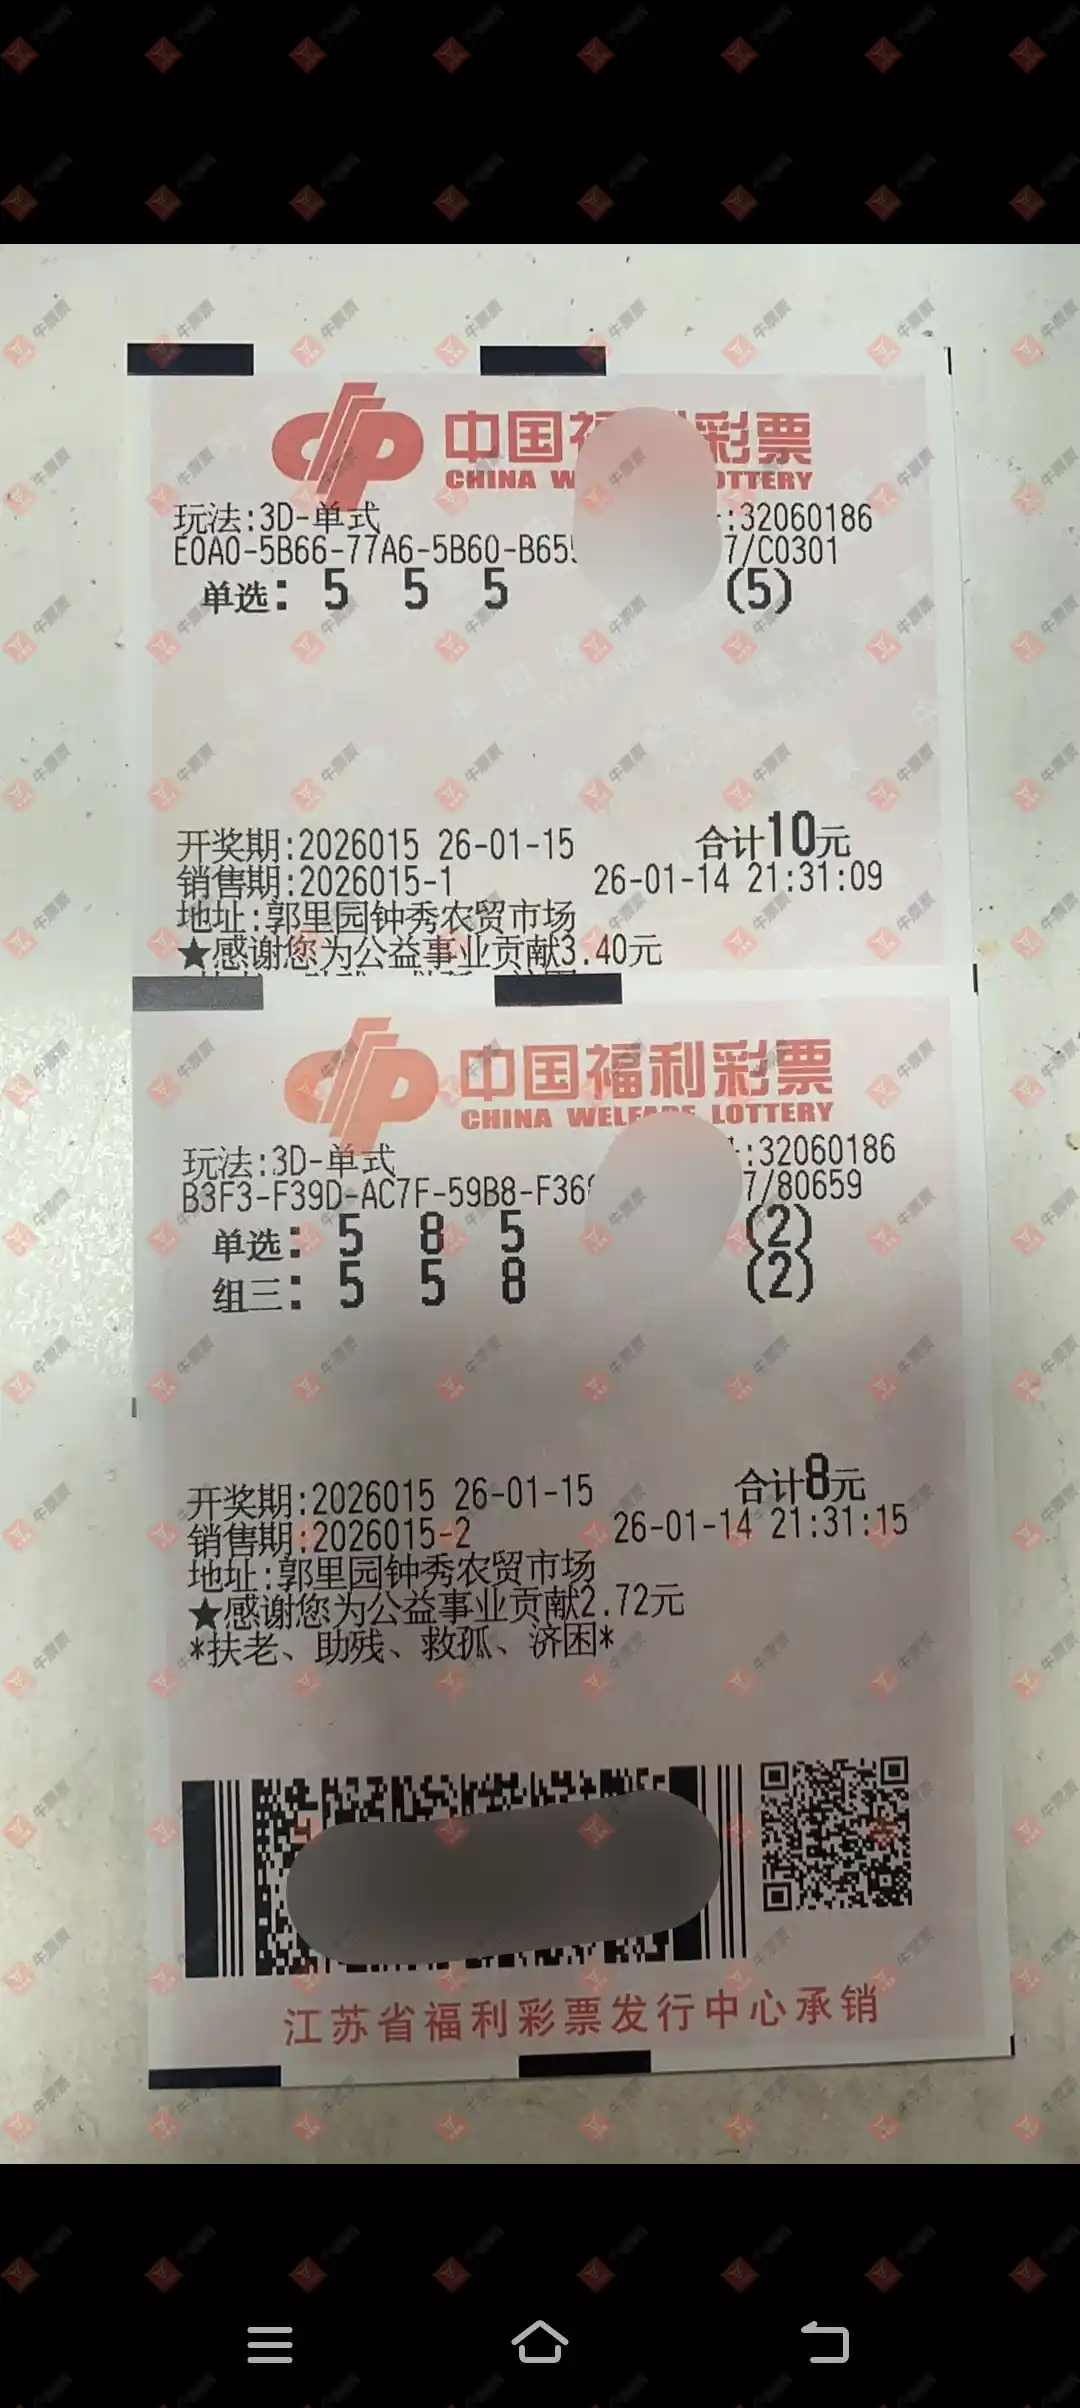 中国福利彩票
CHINA WELFARE LOTTERY
玩法:3D-单式
:32060186
E0A0-5B66-77A6-5B60-B65
7/C0301
单选: 5 5 5 (5)
开奖期:2026015 26-01-15 合计10元
销售期:2026015-1 26-01-14 21:31:09
地址:郭里园钟秀农贸市场
★感谢您为公益事业贡献3.40元
中国福利彩票
CHINA WELFARE LOTTERY
玩法:3D-单式
:32060186
B3F3-F39D-AC7F-59B8-F36
7/80659
单选: 5 8 5 (2)
组三: 5 5 8 (2)
开奖期:2026015 26-01-15 合计8元
销售期:2026015-2 26-01-14 21:31:15
地址:郭里园钟秀农贸市场
★感谢您为公益事业贡献2.72元
*扶老、助残、救孤、济困*
江苏省福利彩票发行中心承销
牛票票